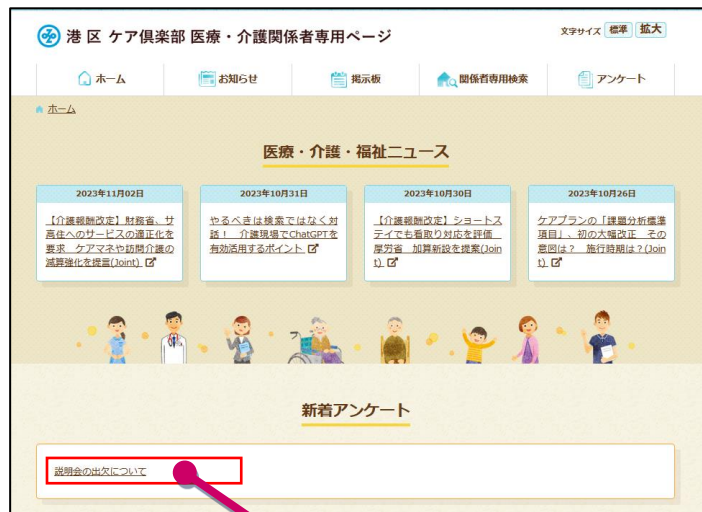 港区 ケア倶楽部 医療・介護関係者専用ページ
文字サイズ 標準 拡大
ホーム お知らせ 掲示板 関係者専用検索 アンケート
ホーム
医療・介護・福祉ニュース
2023年11月02日
【介護報酬改定】財務省、サ
高住へのサービスの適正化を
要求 ケアマネや訪問介護の
減算強化を提言(Joint)
2023年10月31日
やるべきは検索ではなく対
話！ 介護現場でChatGPTを
有効活用するポイント
2023年10月30日
【介護報酬改定】ショートス
テイでも看取り対応を評価
厚労省 加算新設を提案(Join
t)
2023年10月26日
ケアプランの「課題分析標準
項目」、初の大幅改正 その
意図は？ 施行時期は？(Join
t)
新着アンケート
説明会の出欠について